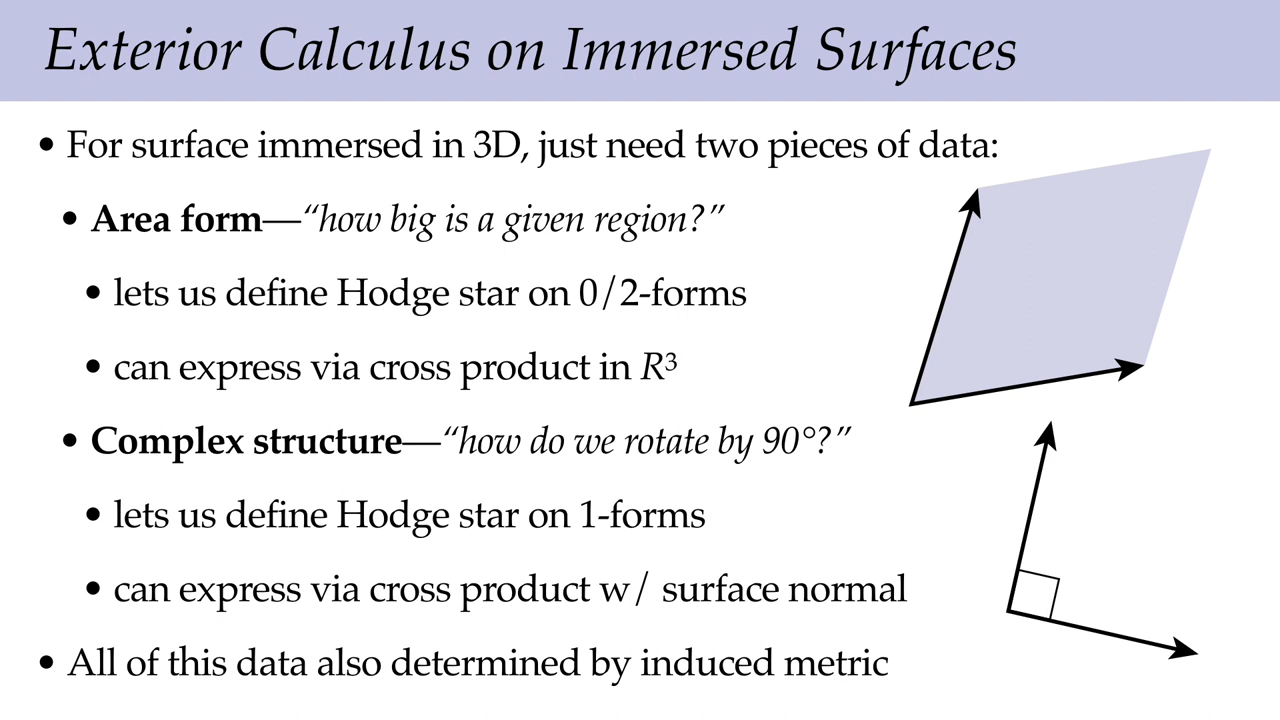 Exterior Calculus on Immersed Surfaces
• For surface immersed in 3D, just need two pieces of data:
• Area form—“how big is a given region?”
• lets us define Hodge star on 0/2-forms
• can express via cross product in R³
• Complex structure—“how do we rotate by 90°?”
• lets us define Hodge star on 1-forms
• can express via cross product w/ surface normal
• All of this data also determined by induced metric